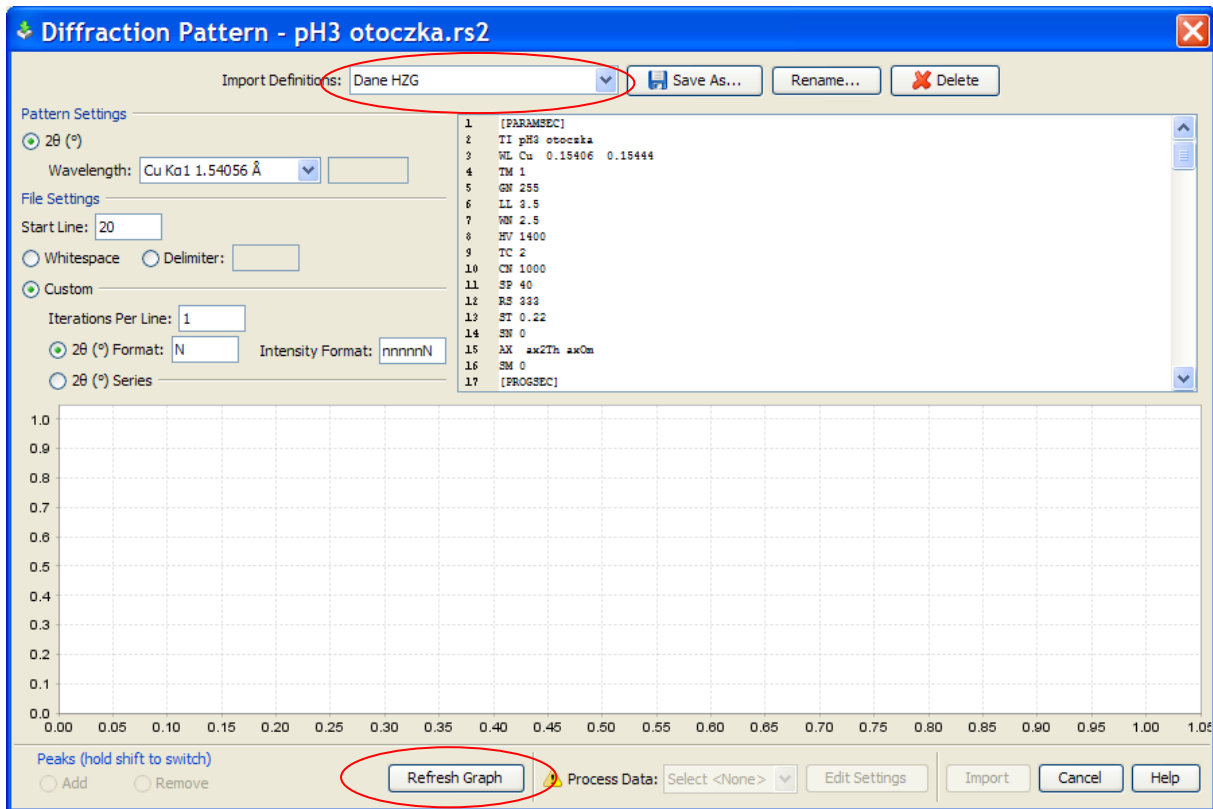 Diffraction Pattern - pH3 otoczka.rs2
Import Definitions: Dane HZG Save As... Rename... Delete
Pattern Settings
2θ (°)
Wavelength: Cu Kα1 1.54056 Å
File Settings
Start Line: 20
Whitespace Delimiter:
Custom
Iterations Per Line: 1
2θ (°) Format: N Intensity Format: nnnnnN
2θ (°) Series
1 [PARAMSEC]
2 TI pH3 otoczka
3 WL Cu 0.15406 0.15444
4 TM 1
5 GN 255
6 LL 3.5
7 WN 2.5
8 HV 1400
9 TC 2
10 CN 1000
11 SP 40
12 RS 333
13 ST 0.22
14 SN 0
15 AX ax2Th axOm
16 SM 0
17 [PROGSEC]
1.0
0.9
0.8
0.7
0.6
0.5
0.4
0.3
0.2
0.1
0.0
0.00 0.05 0.10 0.15 0.20 0.25 0.30 0.35 0.40 0.45 0.50 0.55 0.60 0.65 0.70 0.75 0.80 0.85 0.90 0.95 1.00 1.05
Peaks (hold shift to switch)
Add Remove Refresh Graph Process Data: Select <None> Edit Settings Import Cancel Help